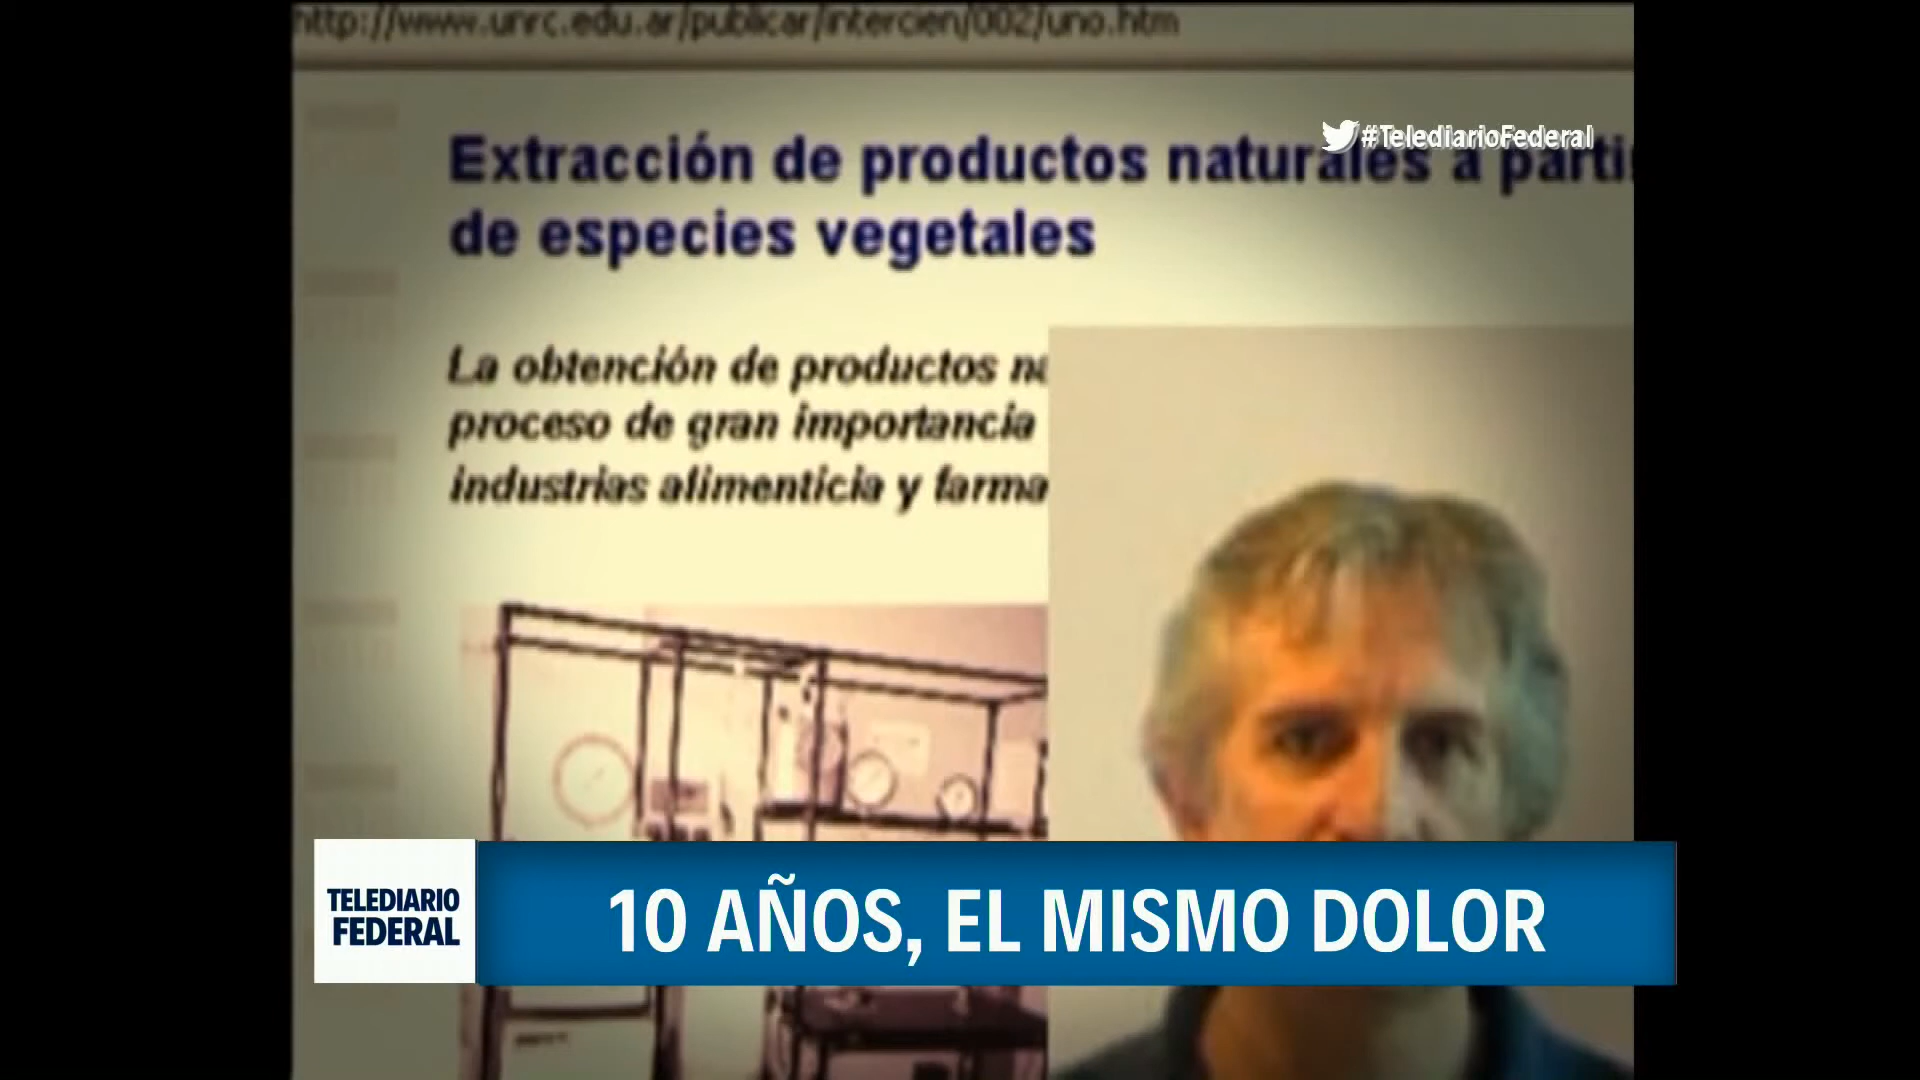 http://www.unrc.edu.ar/publicar/intercien/002/uno.htm
#TelediarioFederal
Extracción de productos naturales a parti
de especies vegetales
La obtención de productos na
proceso de gran importancia
industrias alimenticia y farma
TELEDIARIO
FEDERAL
10 AÑOS, EL MISMO DOLOR